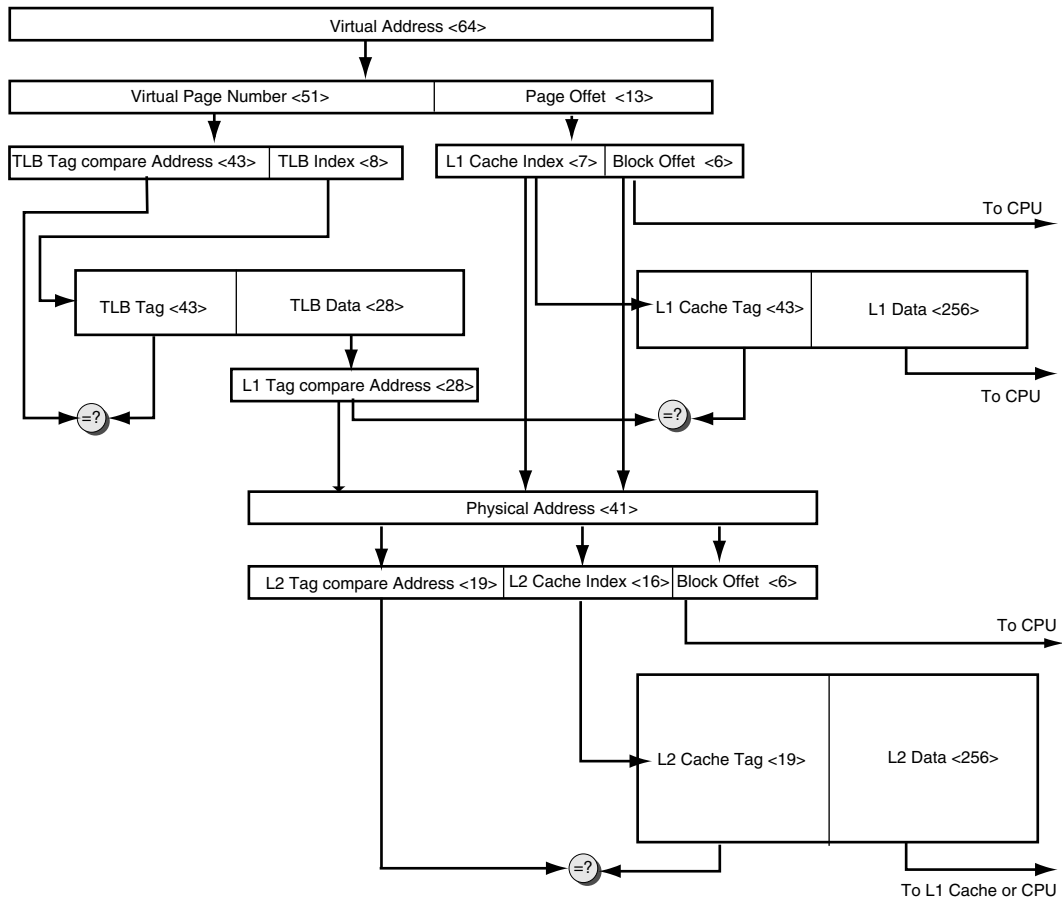 Virtual Address <64>
Virtual Page Number <51>
Page Offet <13>
TLB Tag compare Address <43>
TLB Index <8>
L1 Cache Index <7>
Block Offet <6>
To CPU
TLB Tag <43>
TLB Data <28>
L1 Cache Tag <43>
L1 Data <256>
L1 Tag compare Address <28>
To CPU
=?
=?
Physical Address <41>
L2 Tag compare Address <19>
L2 Cache Index <16>
Block Offet <6>
To CPU
L2 Cache Tag <19>
L2 Data <256>
=?
To L1 Cache or CPU